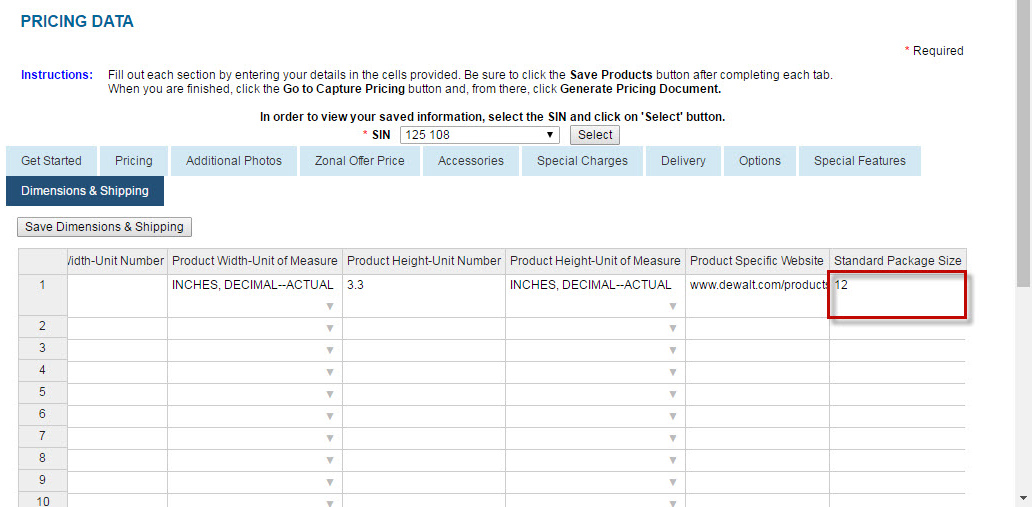 PRICING DATA
* Required
Instructions: Fill out each section by entering your details in the cells provided. Be sure to click the Save Products button after completing each tab.
When you are finished, click the Go to Capture Pricing button and, from there, click Generate Pricing Document.
In order to view your saved information, select the SIN and click on 'Select' button.
* SIN 125 108 Select
Get Started Pricing Additional Photos Zonal Offer Price Accessories Special Charges Delivery Options Special Features
Dimensions & Shipping
Save Dimensions & Shipping
Width-Unit Number Product Width-Unit of Measure Product Height-Unit Number Product Height-Unit of Measure Product Specific Website Standard Package Size
1 INCHES, DECIMAL--ACTUAL 3.3 INCHES, DECIMAL--ACTUAL www.dewalt.com/products 12
2
3
4
5
6
7
8
9
10